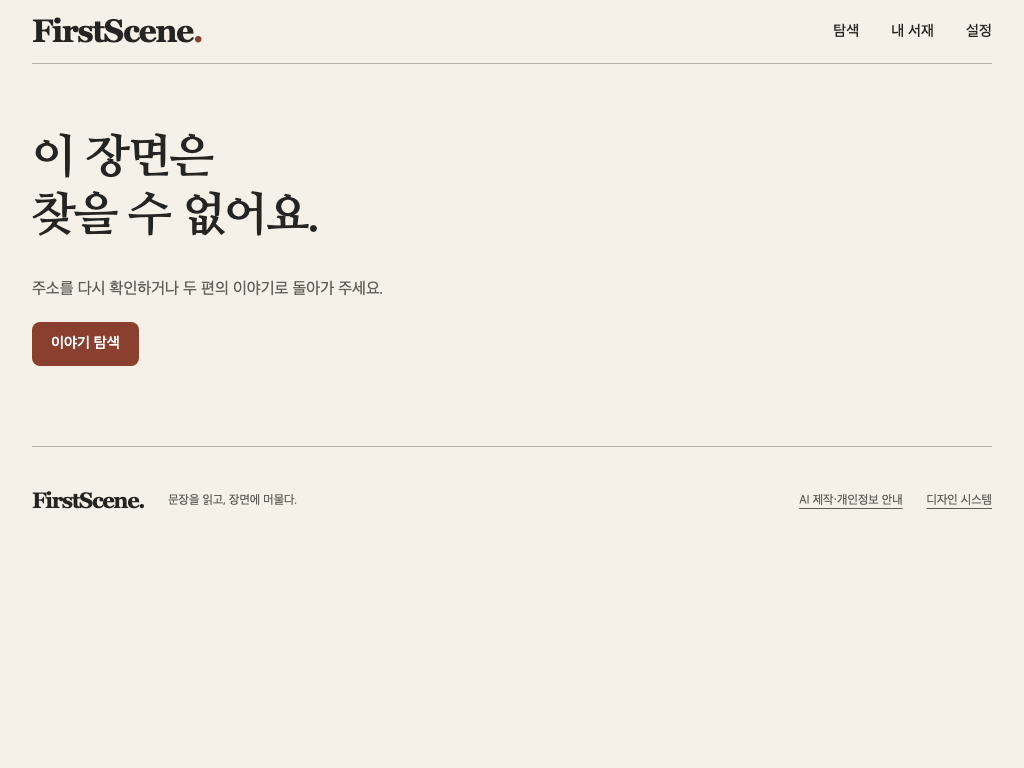 FirstScene.
탐색
내 서재
설정
이 장면은
찾을 수 없어요.
주소를 다시 확인하거나 두 편의 이야기로 돌아가 주세요.
이야기 탐색
FirstScene.
문장을 읽고, 장면에 머물다.
AI 제작·개인정보 안내
디자인 시스템